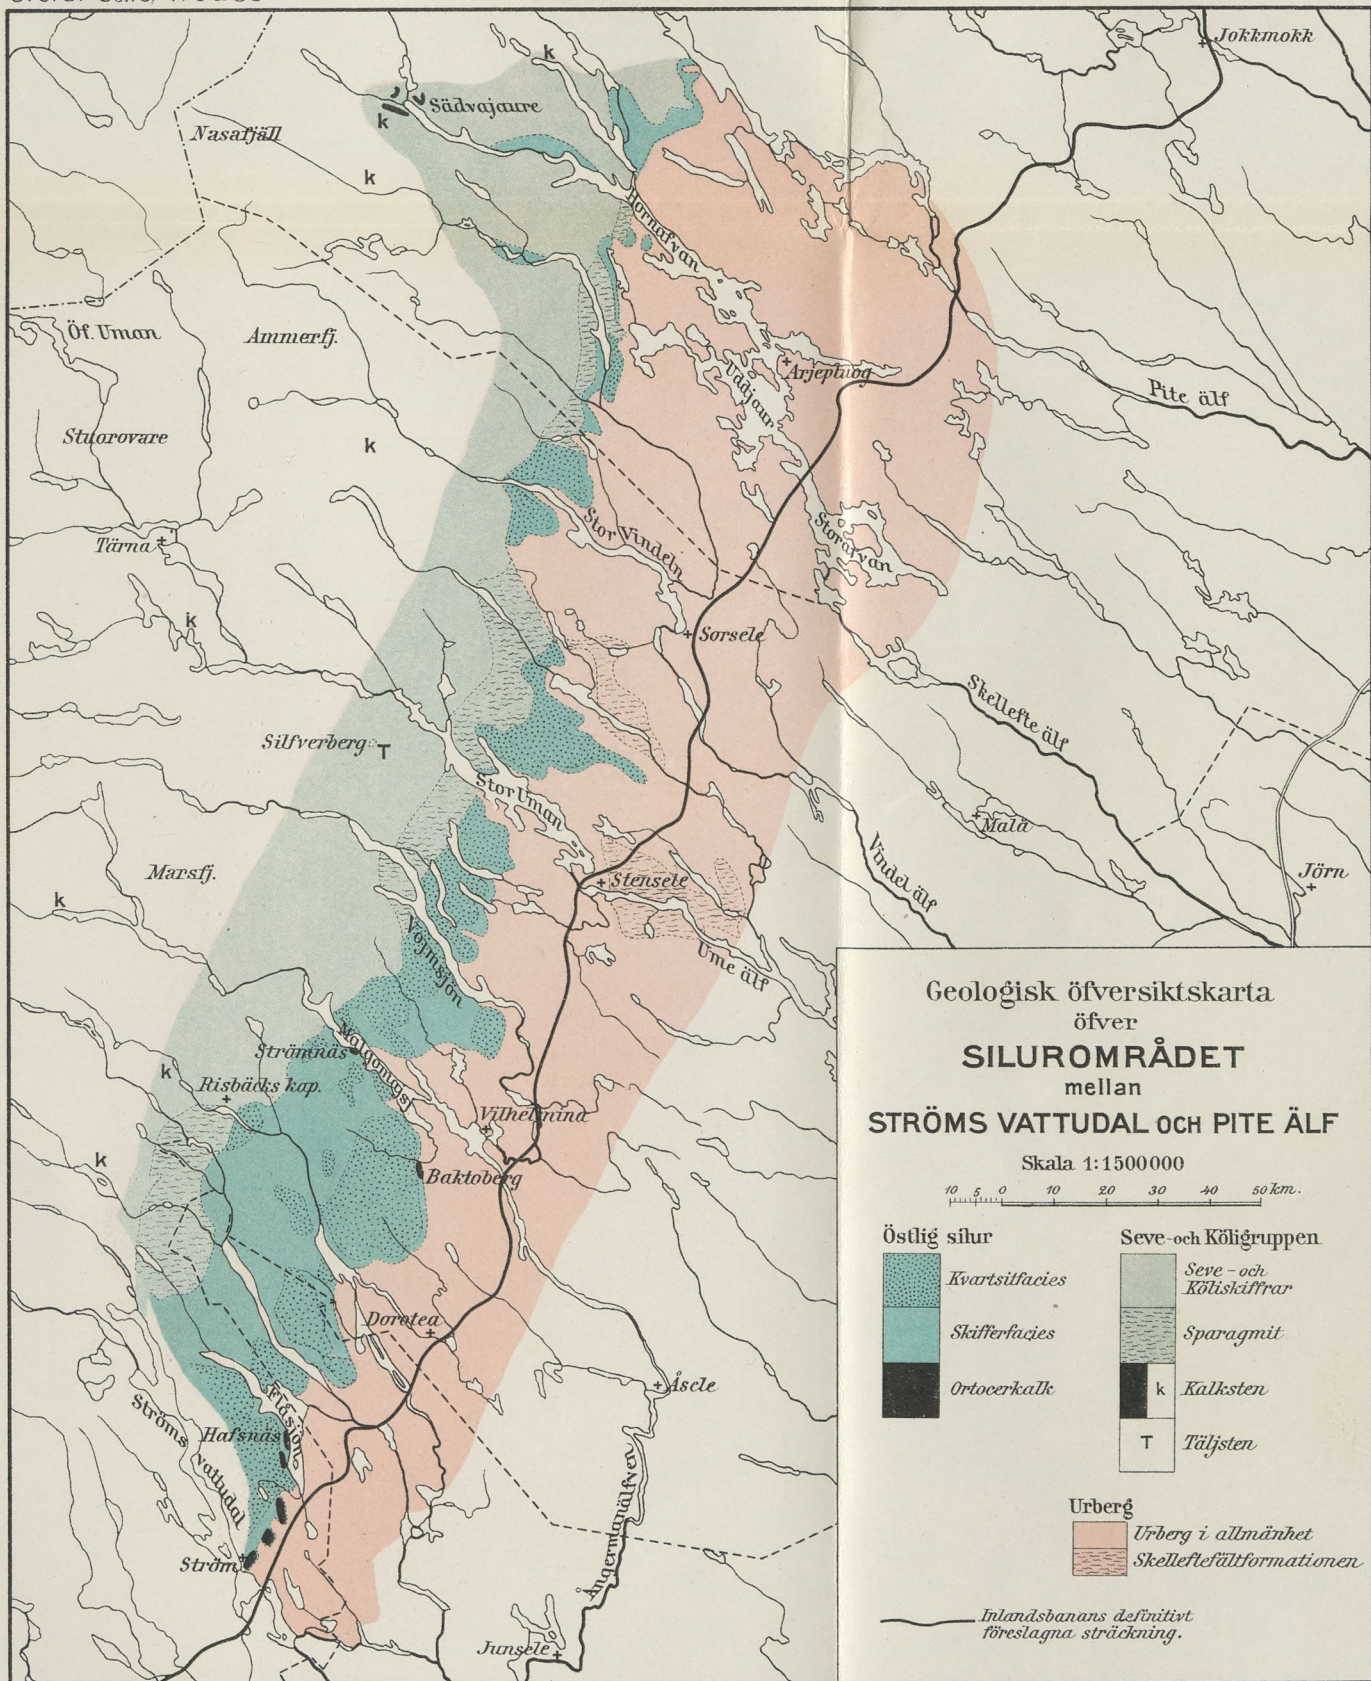 Jokkmokk
k
Sädvajaure
k
Nasafjäll
k
Hornafvan
Öf. Uman
Ammerfj.
Arjepluog
Uddjaur
Pite älf
Stuorovare
k
Stor Vindeln
Storafvan
Tärna
k
Sorsele
Skellefte älf
Silfverberg
T
Stor Uman
Malå
Marsfj.
Vindel älf
Stensele
Jörn
k
Vojmsjön
Ume älf
Strömnäs
Malgomajs
k
Risbäcks kap.
Vilhelmina
k
Baktoberg
Dorotea
Åsele
Flåsjön
Ströms vattudal
Hafsnäs
Ström
Ångermanälfven
Junsele
Geologisk öfversiktskarta
öfver
SILUROMRÅDET
mellan
STRÖMS VATTUDAL OCH PITE ÄLF
Skala 1:1500000
10 5 0 10 20 30 40 50 km.
Östlig silur
Kvartsitfacies
Skifferfacies
Ortocerkalk
Seve- och Köligruppen
Seve- och
Köliskiffrar
Sparagmit
k Kalksten
T Täljsten
Urberg
Urberg i allmänhet
Skelleftefältformationen
Inlandsbanans definitivt
föreslagna sträckning.